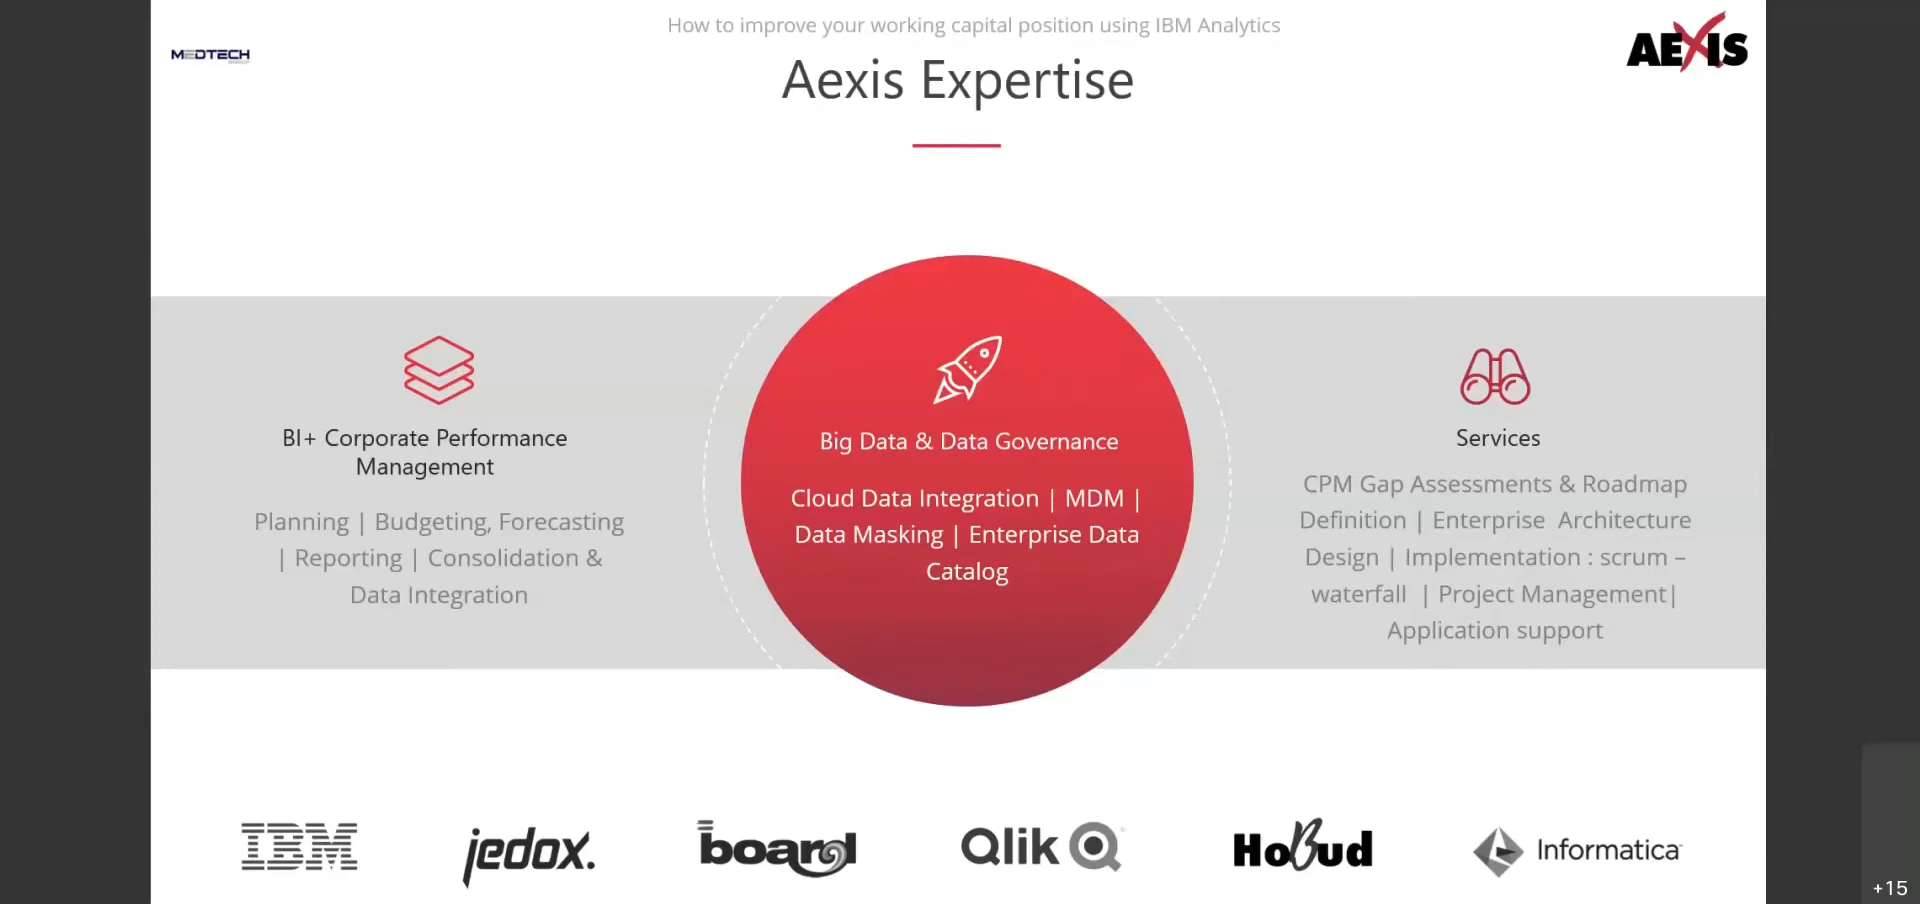 How to improve your working capital position using IBM Analytics
MEDTECH
AEXIS
Aexis Expertise
BI+ Corporate Performance
Management
Planning | Budgeting, Forecasting
| Reporting | Consolidation &
Data Integration
Big Data & Data Governance
Cloud Data Integration | MDM |
Data Masking | Enterprise Data
Catalog
Services
CPM Gap Assessments & Roadmap
Definition | Enterprise  Architecture
Design | Implementation : scrum –
waterfall  | Project Management|
Application support
IBM
jedox.
board
Qlik
HoBud
Informatica
+15